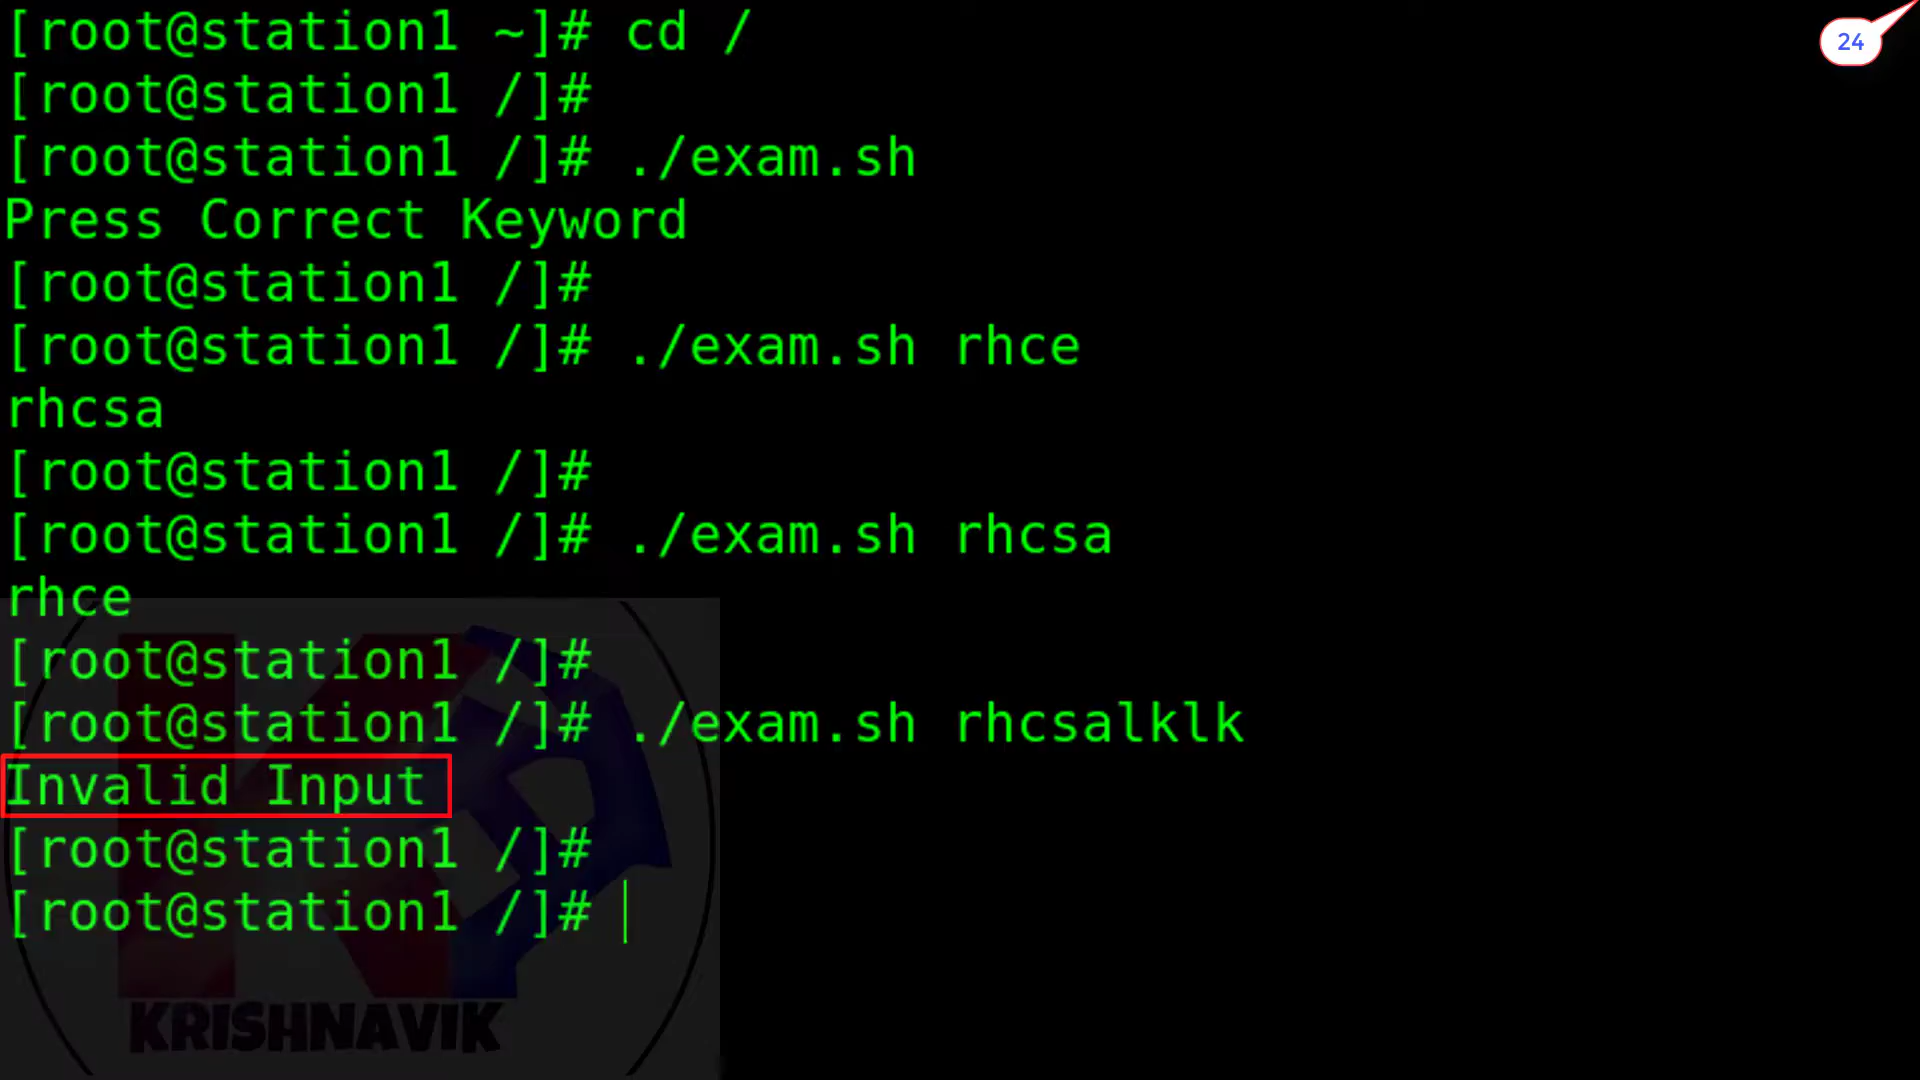 [root@station1 ~]# cd /
24
[root@station1 /]#
[root@station1 /]# ./exam.sh
Press Correct Keyword
[root@station1 /]#
[root@station1 /]# ./exam.sh rhce
rhcsa
[root@station1 /]#
[root@station1 /]# ./exam.sh rhcsa
rhce
[root@station1 /]#
[root@station1 /]# ./exam.sh rhcsalklk
Invalid Input
[root@station1 /]#
[root@station1 /]#
KRISHNAVIK